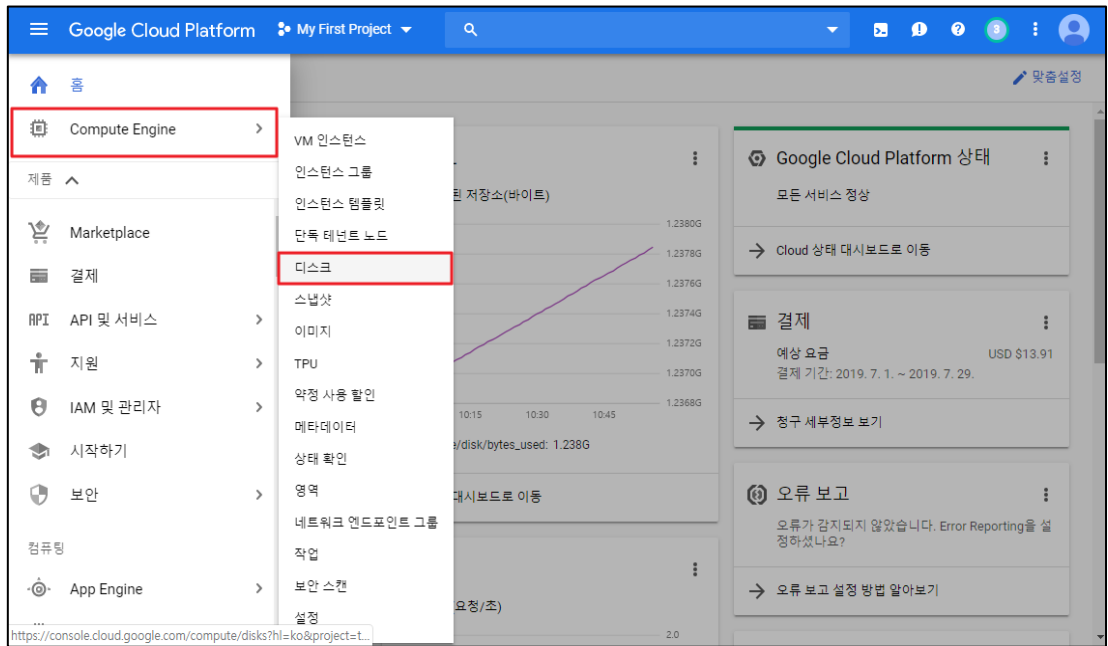 Google Cloud Platform
My First Project
3
맞춤설정
홈
Compute Engine
제품
Marketplace
결제
API
API 및 서비스
지원
IAM 및 관리자
시작하기
보안
컴퓨팅
App Engine
https://console.cloud.google.com/compute/disks?hl=ko&project=t...
VM 인스턴스
인스턴스 그룹
인스턴스 템플릿
단독 테넌트 노드
디스크
스냅샷
이미지
TPU
약정 사용 할인
메타데이터
상태 확인
영역
네트워크 엔드포인트 그룹
작업
보안 스캔
설정
저장소(바이트)
1.2380G
1.2378G
1.2376G
1.2374G
1.2372G
1.2370G
1.2368G
10:15
10:30
10:45
/disk/bytes_used: 1.238G
대시보드로 이동
요청/초)
2.0
Google Cloud Platform 상태
모든 서비스 정상
Cloud 상태 대시보드로 이동
결제
예상 요금 USD $13.91
결제 기간: 2019. 7. 1. ~ 2019. 7. 29.
청구 세부정보 보기
오류 보고
오류가 감지되지 않았습니다. Error Reporting을 설
정하셨나요?
오류 보고 설정 방법 알아보기